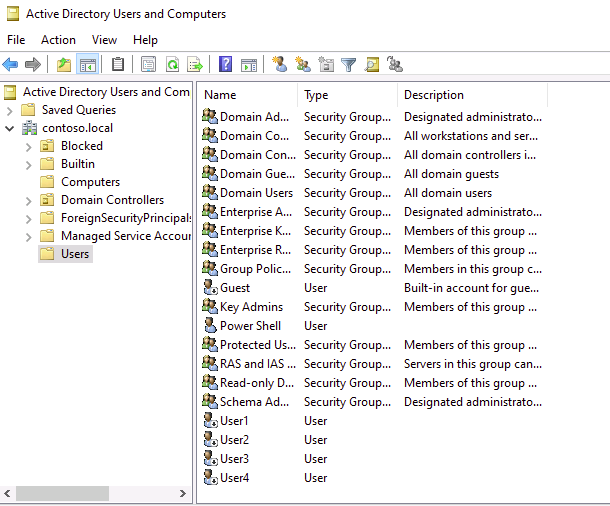 Active Directory Users and Computers
File Action View Help
Active Directory Users and Com
Saved Queries
contoso.local
Blocked
Builtin
Computers
Domain Controllers
ForeignSecurityPrincipals
Managed Service Accour
Users
Name Type Description
Domain Ad... Security Group... Designated administrato...
Domain Co... Security Group... All workstations and ser...
Domain Con... Security Group... All domain controllers i...
Domain Gue... Security Group... All domain guests
Domain Users Security Group... All domain users
Enterprise A... Security Group... Designated administrato...
Enterprise K... Security Group... Members of this group ...
Enterprise R... Security Group... Members of this group ...
Group Polic... Security Group... Members in this group c...
Guest User Built-in account for gue...
Key Admins Security Group... Members of this group ...
Power Shell User
Protected Us... Security Group... Members of this group ...
RAS and IAS ... Security Group... Servers in this group can...
Read-only D... Security Group... Members of this group ...
Schema Ad... Security Group... Designated administrato...
User1 User
User2 User
User3 User
User4 User